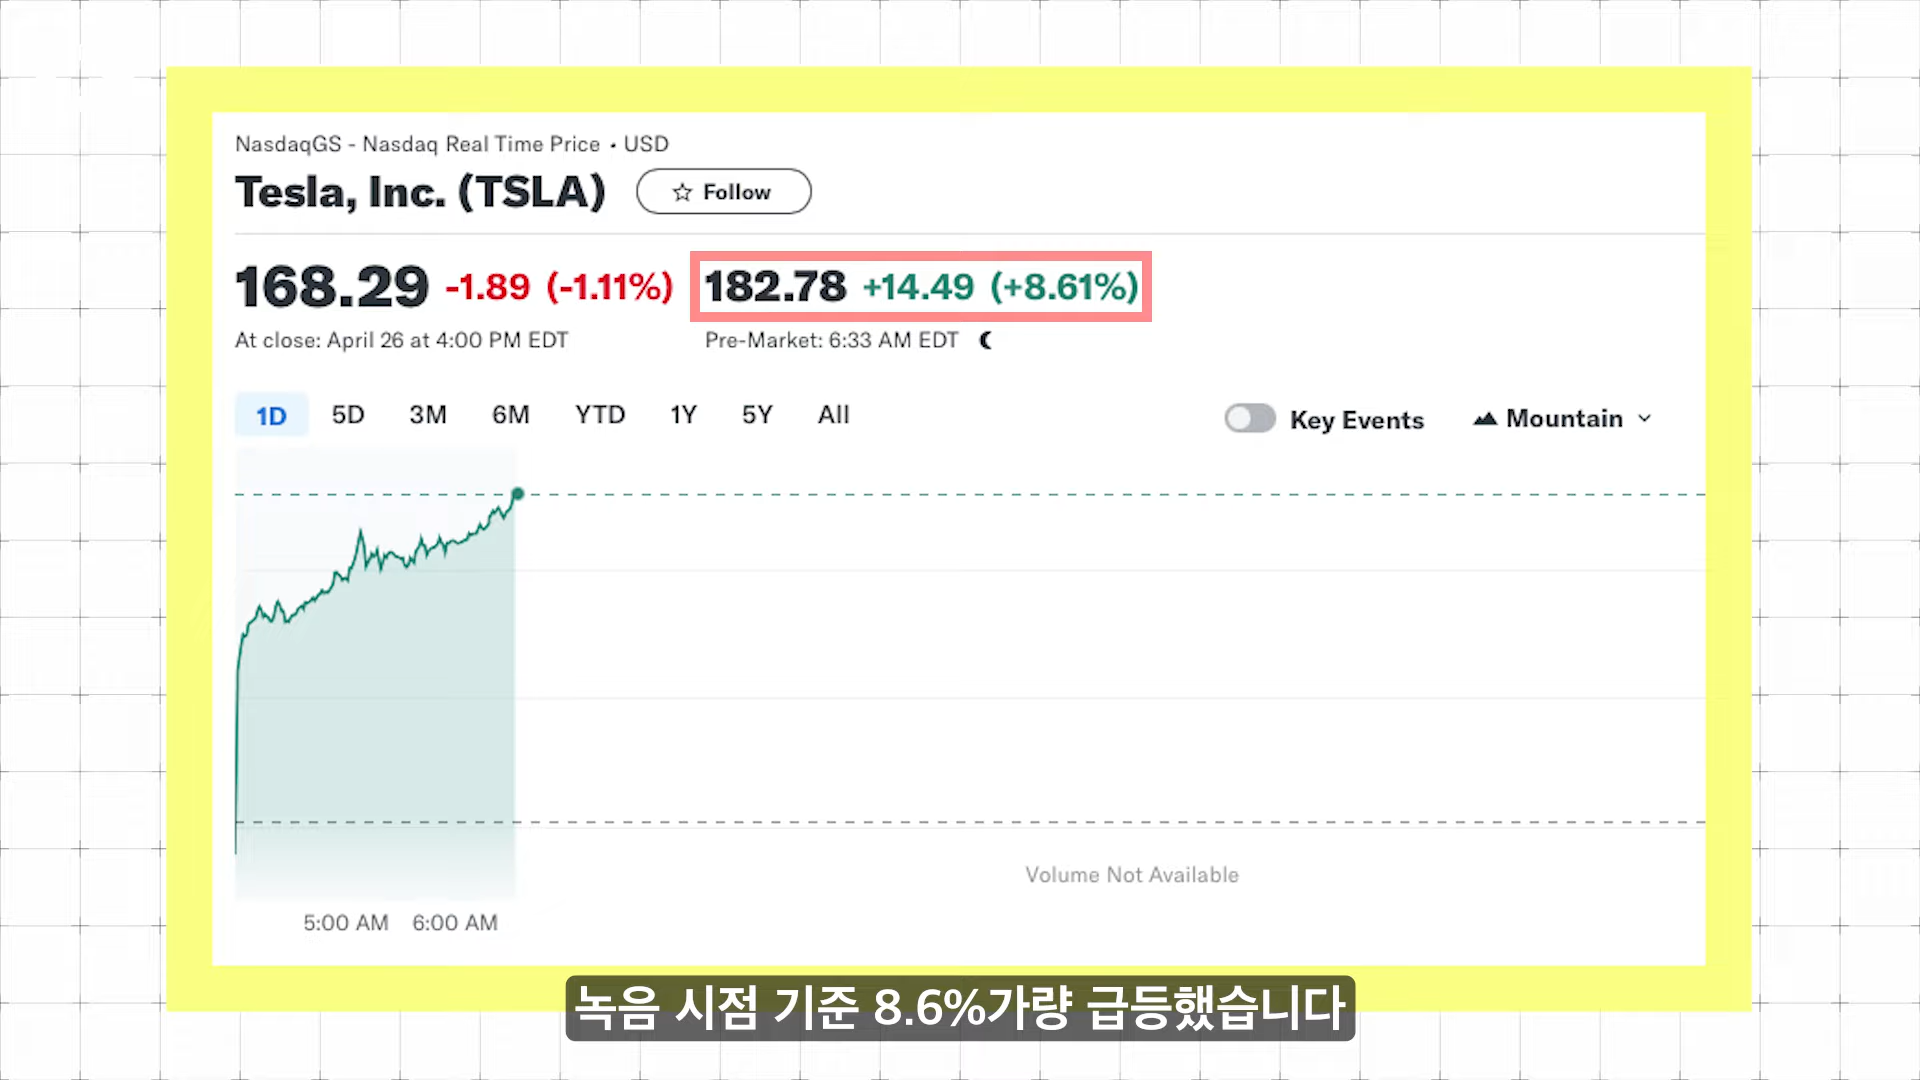 NasdaqGS - Nasdaq Real Time Price • USD
Tesla, Inc. (TSLA)
Follow
168.29 -1.89 (-1.11%)
182.78 +14.49 (+8.61%)
At close: April 26 at 4:00 PM EDT
Pre-Market: 6:33 AM EDT
1D 5D 3M 6M YTD 1Y 5Y All
Key Events
Mountain
Volume Not Available
5:00 AM 6:00 AM
녹음 시점 기준 8.6%가량 급등했습니다